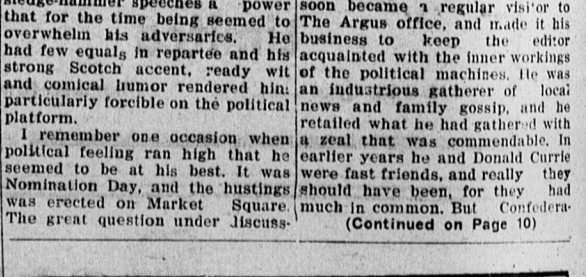 sledge-hammer speeches a power
that for the time being seemed to
overwhelm his adversaries. He
had few equals in repartee and his
strong Scotch accent, ready wit
and comical humor rendered him
particularly forcible on the political
platform.
I remember one occasion when
political feeling ran high that he
seemed to be at his best. It was
Nomination Day, and the hustings
was erected on Market Square.
The great question under discuss-
soon became a regular visitor to
The Argus office, and made it his
business to keep the editor
acquainted with the inner workings
of the political machines. He was
an industrious gatherer of local
news and family gossip, and he
retailed what he had gathered with
a zeal that was commendable. In
earlier years he and Donald Currie
were fast friends, and really they
should have been, for they had
much in common. But Confedera-
(Continued on Page 10)